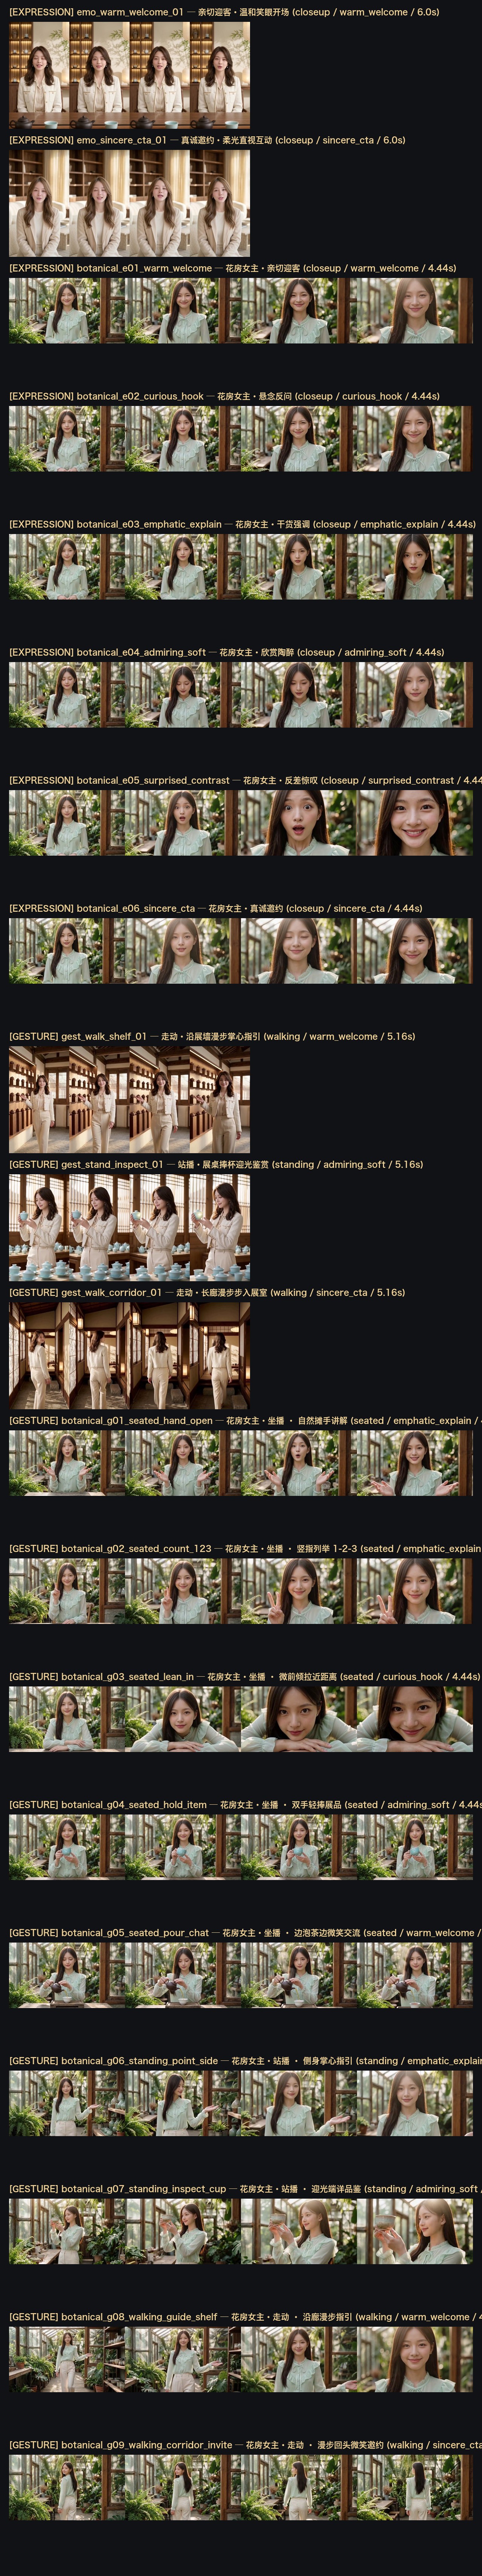 [EXPRESSION] emo_warm_welcome_01 — 亲切迎客·温和笑眼开场 (closeup / warm_welcome / 6.0s)
[EXPRESSION] emo_sincere_cta_01 — 真诚邀约·柔光直视互动 (closeup / sincere_cta / 6.0s)
[EXPRESSION] botanical_e01_warm_welcome — 花房女主·亲切迎客 (closeup / warm_welcome / 4.44s)
[EXPRESSION] botanical_e02_curious_hook — 花房女主·悬念反问 (closeup / curious_hook / 4.44s)
[EXPRESSION] botanical_e03_emphatic_explain — 花房女主·干货强调 (closeup / emphatic_explain / 4.44s)
[EXPRESSION] botanical_e04_admiring_soft — 花房女主·欣赏陶醉 (closeup / admiring_soft / 4.44s)
[EXPRESSION] botanical_e05_surprised_contrast — 花房女主·反差惊叹 (closeup / surprised_contrast / 4.44
[EXPRESSION] botanical_e06_sincere_cta — 花房女主·真诚邀约 (closeup / sincere_cta / 4.44s)
[GESTURE] gest_walk_shelf_01 — 走动·沿展墙漫步掌心指引 (walking / warm_welcome / 5.16s)
[GESTURE] gest_stand_inspect_01 — 站播·展桌捧杯迎光鉴赏 (standing / admiring_soft / 5.16s)
[GESTURE] gest_walk_corridor_01 — 走动·长廊漫步步入展室 (walking / sincere_cta / 5.16s)
[GESTURE] botanical_g01_seated_hand_open — 花房女主·坐播 · 自然摊手讲解 (seated / emphatic_explain /
[GESTURE] botanical_g02_seated_count_123 — 花房女主·坐播 · 竖指列举 1-2-3 (seated / emphatic_explain
[GESTURE] botanical_g03_seated_lean_in — 花房女主·坐播 · 微前倾拉近距离 (seated / curious_hook / 4.44s)
[GESTURE] botanical_g04_seated_hold_item — 花房女主·坐播 · 双手轻捧展品 (seated / admiring_soft / 4.44s
[GESTURE] botanical_g05_seated_pour_chat — 花房女主·坐播 · 边泡茶边微笑交流 (seated / warm_welcome /
[GESTURE] botanical_g06_standing_point_side — 花房女主·站播 · 侧身掌心指引 (standing / emphatic_explain
[GESTURE] botanical_g07_standing_inspect_cup — 花房女主·站播 · 迎光端详品鉴 (standing / admiring_soft /
[GESTURE] botanical_g08_walking_guide_shelf — 花房女主·走动 · 沿廊漫步指引 (walking / warm_welcome / 4
[GESTURE] botanical_g09_walking_corridor_invite — 花房女主·走动 · 漫步回头微笑邀约 (walking / sincere_cta